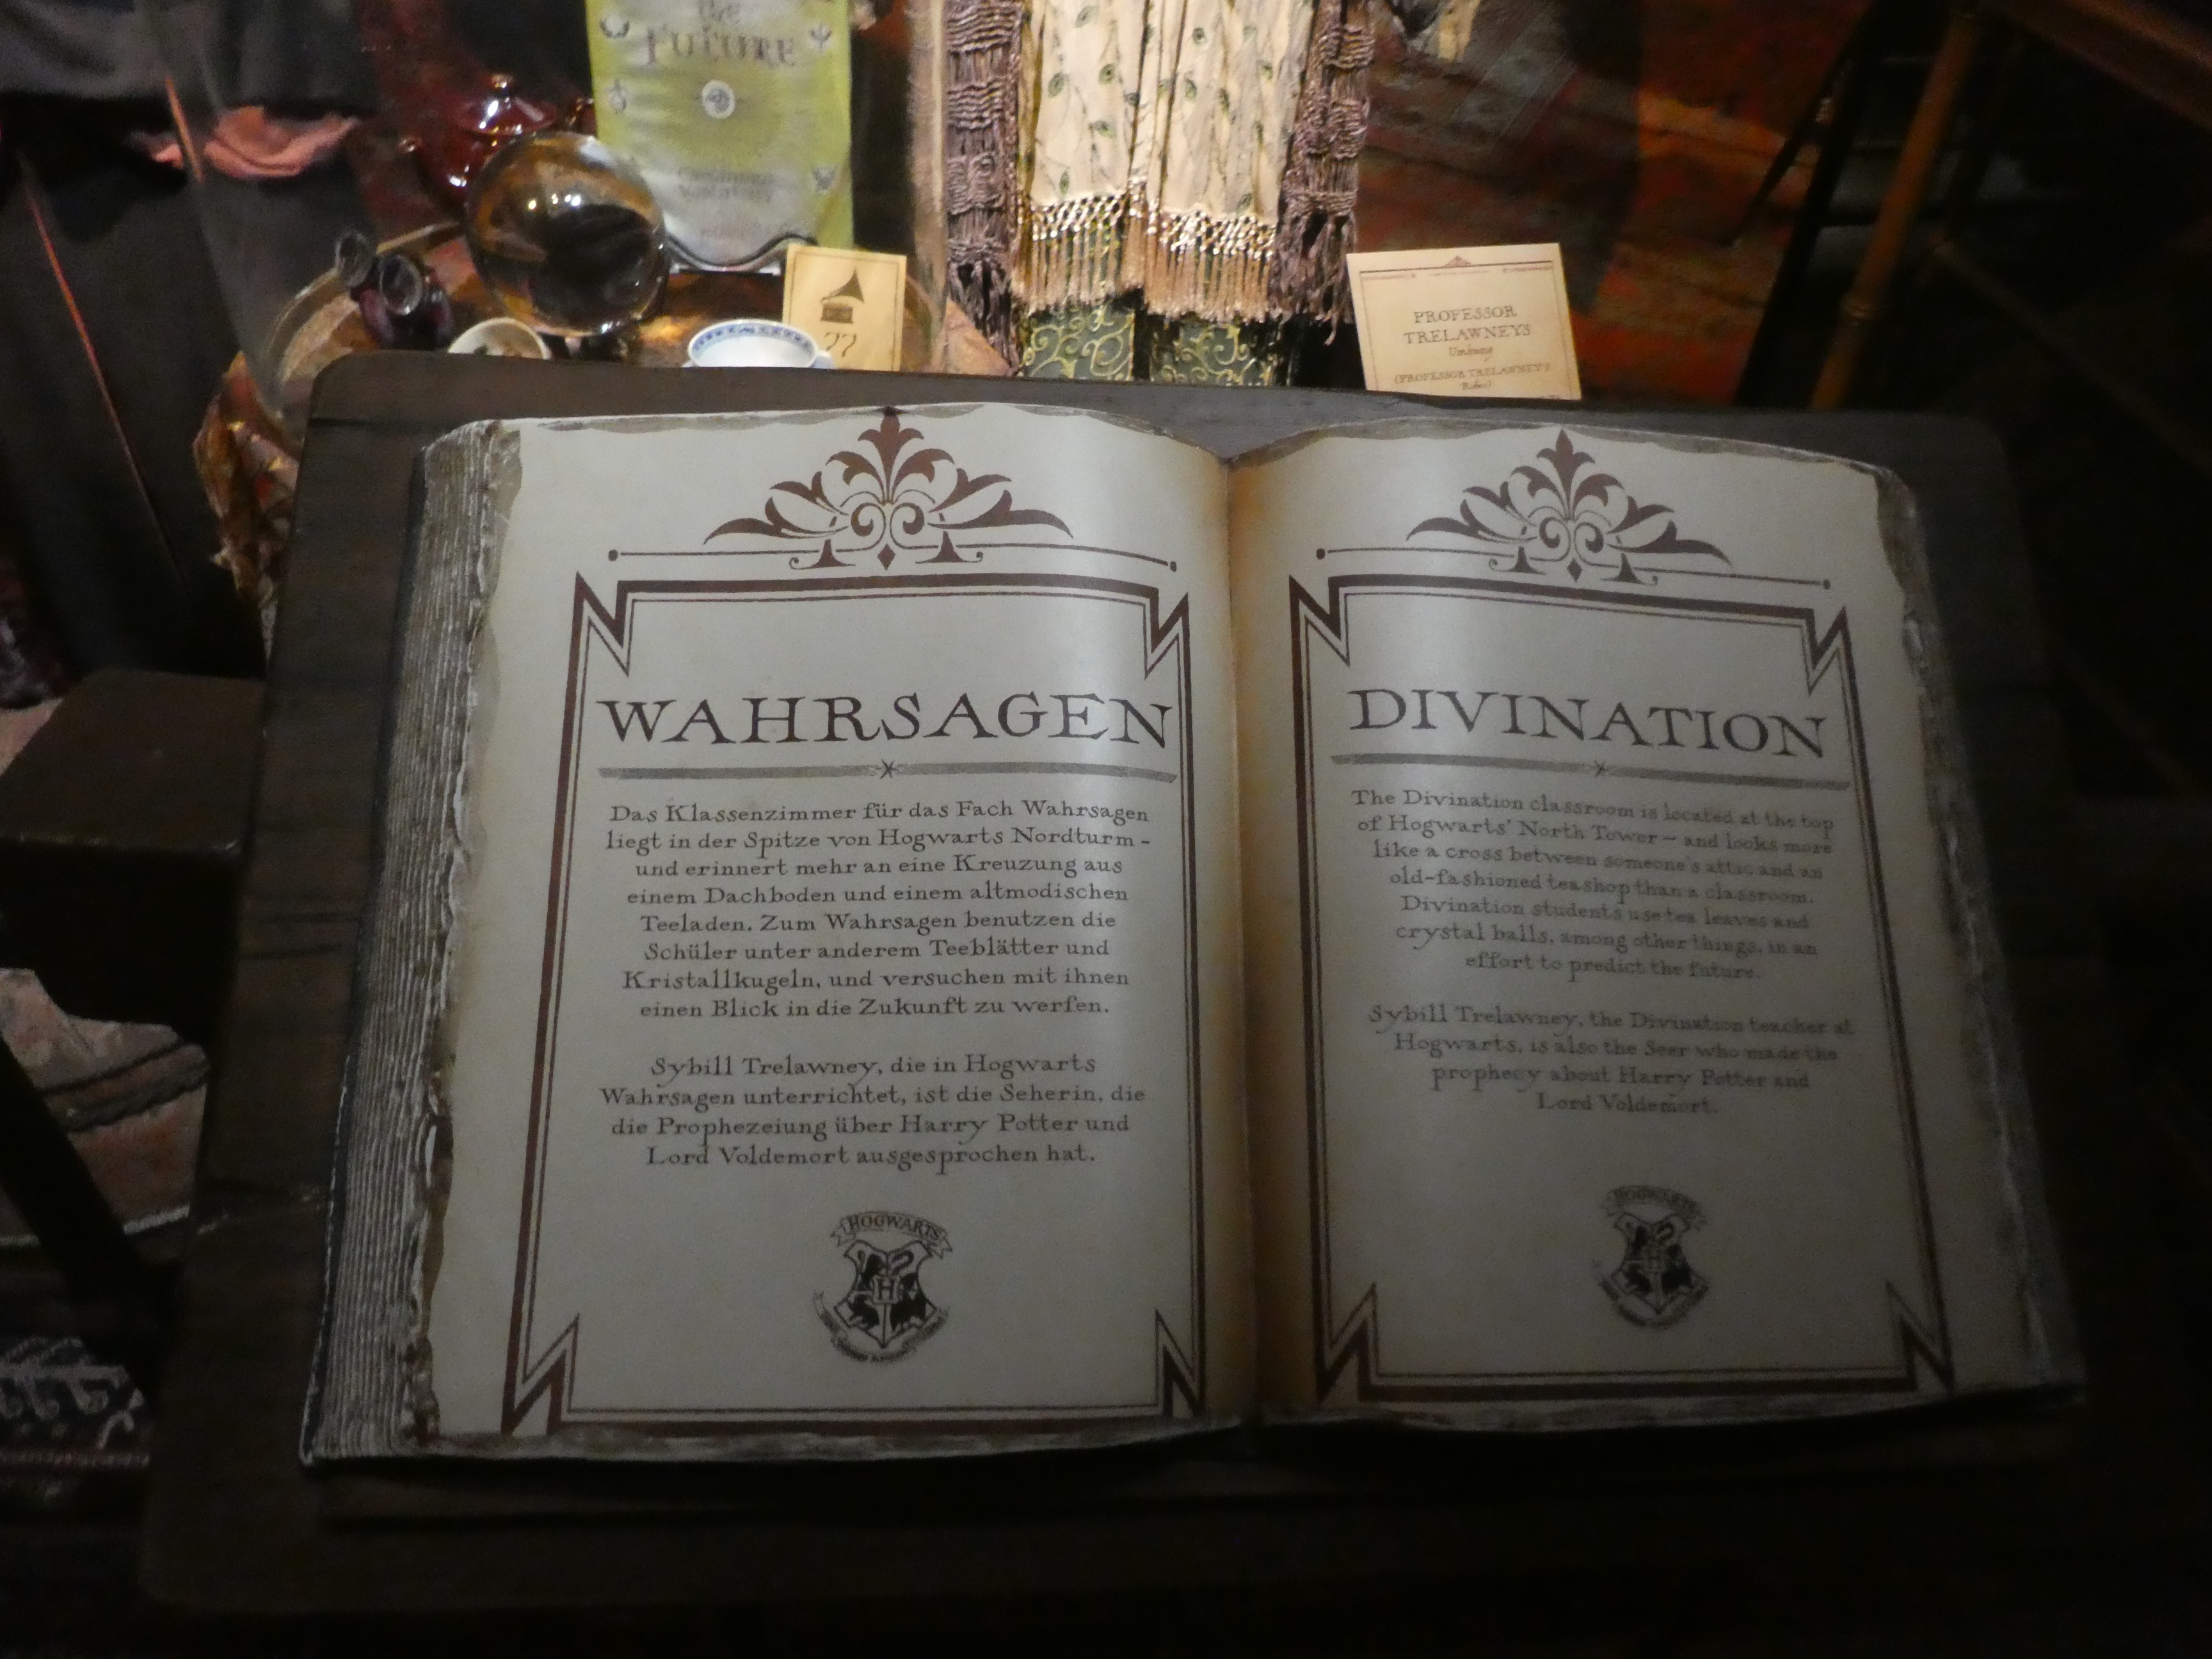 the
FUTURE
77
PROFESSOR
TRELAWNEYS
Umhang
(PROFESSOR TRELAWNEY'S
Robes)
WAHRSAGEN
Das Klassenzimmer für das Fach Wahrsagen
liegt in der Spitze von Hogwarts Nordturm –
und erinnert mehr an eine Kreuzung aus
einem Dachboden und einem altmodischen
Teeladen. Zum Wahrsagen benutzen die
Schüler unter anderem Teeblätter und
Kristallkugeln, und versuchen mit ihnen
einen Blick in die Zukunft zu werfen.
Sybill Trelawney, die in Hogwarts
Wahrsagen unterrichtet, ist die Seherin, die
die Prophezeiung über Harry Potter und
Lord Voldemort ausgesprochen hat.
HOGWARTS
H
DIVINATION
The Divination classroom is located at the top
of Hogwarts' North Tower – and looks more
like a cross between someone's attic and an
old-fashioned teashop than a classroom.
Divination students use tea leaves and
crystal balls, among other things, in an
effort to predict the future.
Sybill Trelawney, the Divination teacher at
Hogwarts, is also the Seer who made the
prophecy about Harry Potter and
Lord Voldemort.
HOGWARTS
H